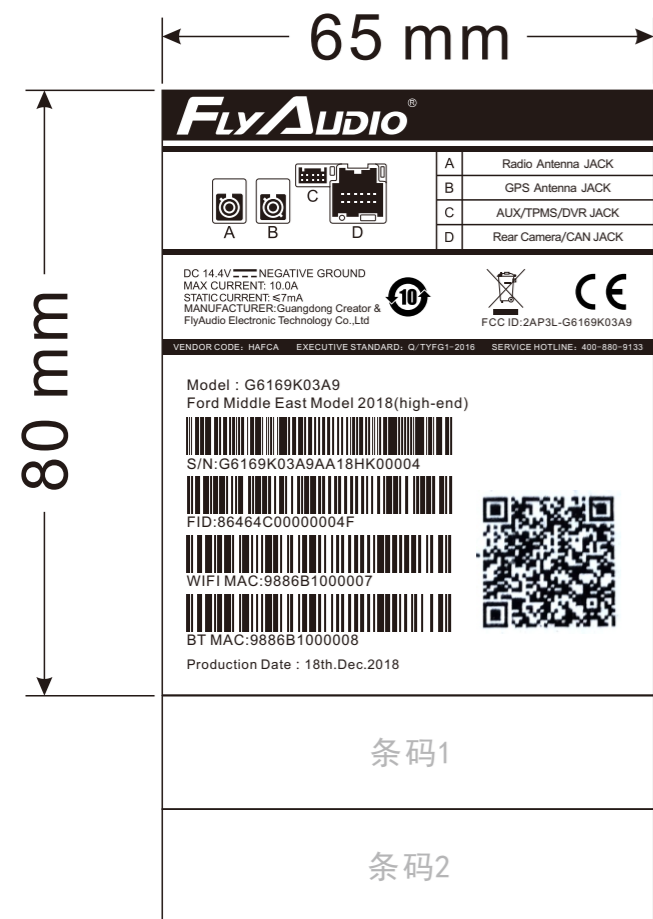 65 mm
80 mm
FLYAUDIO®
A Radio Antenna JACK
B GPS Antenna JACK
C AUX/TPMS/DVR JACK
D Rear Camera/CAN JACK
A B C D
DC 14.4V NEGATIVE GROUND
MAX CURRENT: 10.0A
STATIC CURRENT: ≤7mA
MANUFACTURER:Guangdong Creator &
FlyAudio Electronic Technology Co.,Ltd
10
CE
FCC ID:2AP3L-G6169K03A9
VENDOR CODE: HAFCA EXECUTIVE STANDARD: Q/TYFG1-2016 SERVICE HOTLINE: 400-880-9133
Model : G6169K03A9
Ford Middle East Model 2018(high-end)
S/N:G6169K03A9AA18HK00004
FID:86464C00000004F
WIFI MAC:9886B1000007
BT MAC:9886B1000008
Production Date : 18th.Dec.2018
条码1
条码2